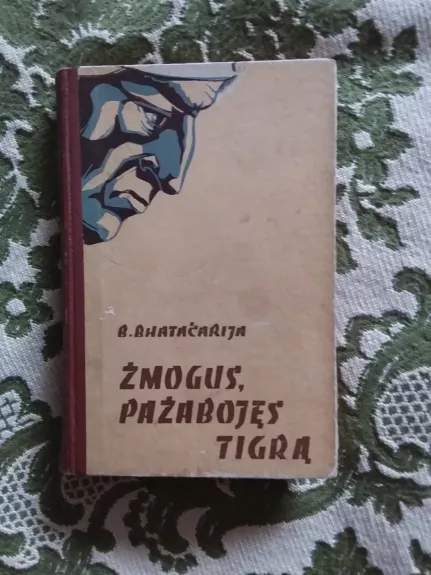 B. BHATAČARIJA
ŽMOGUS,
PAŽABOJĘS
TIGRĄ